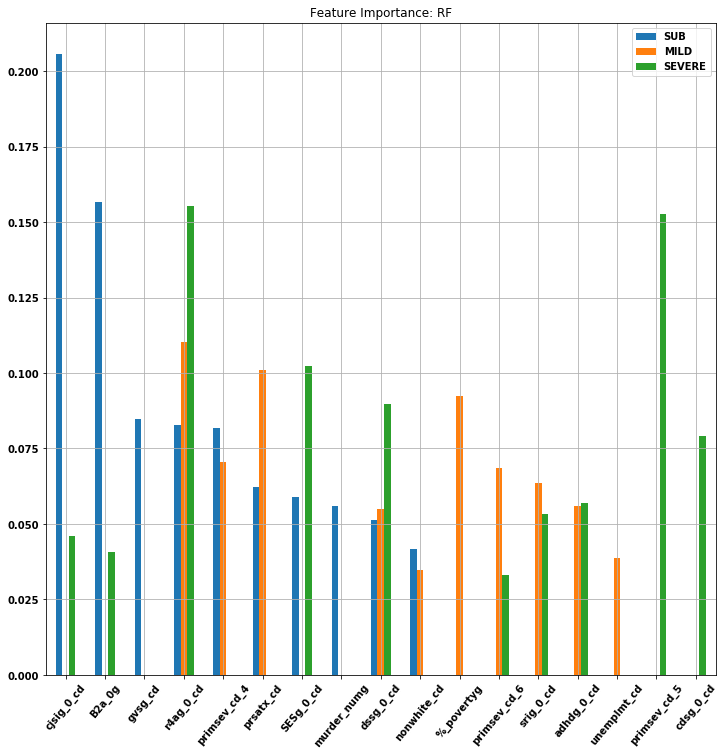 Feature Importance: RF
SUB
MILD
SEVERE
0.200
0.175
0.150
0.125
0.100
0.075
0.050
0.025
0.000
cjsig_0_cd
B2a_0g
gvsg_cd
r4ag_0_cd
primsev_cd_4
prsatx_cd
SESg_0_cd
murder_numg
dssg_0_cd
nonwhite_cd
%_povertyg
primsev_cd_6
srig_0_cd
adhdg_0_cd
unemplmt_cd
primsev_cd_5
cdsg_0_cd